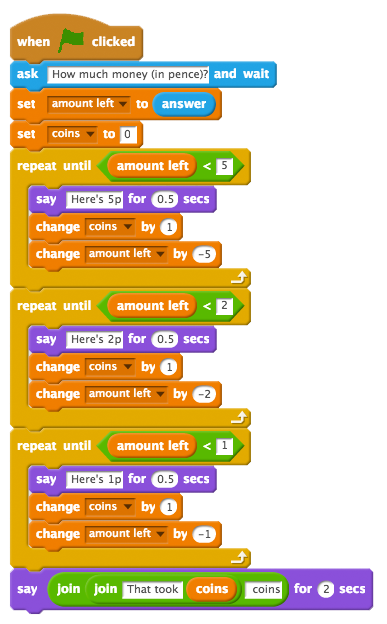 when clicked
ask How much money (in pence)? and wait
set amount left to answer
set coins to 0
repeat until amount left < 5
say Here's 5p for 0.5 secs
change coins by 1
change amount left by -5
repeat until amount left < 2
say Here's 2p for 0.5 secs
change coins by 1
change amount left by -2
repeat until amount left < 1
say Here's 1p for 0.5 secs
change coins by 1
change amount left by -1
say join join That took coins coins for 2 secs